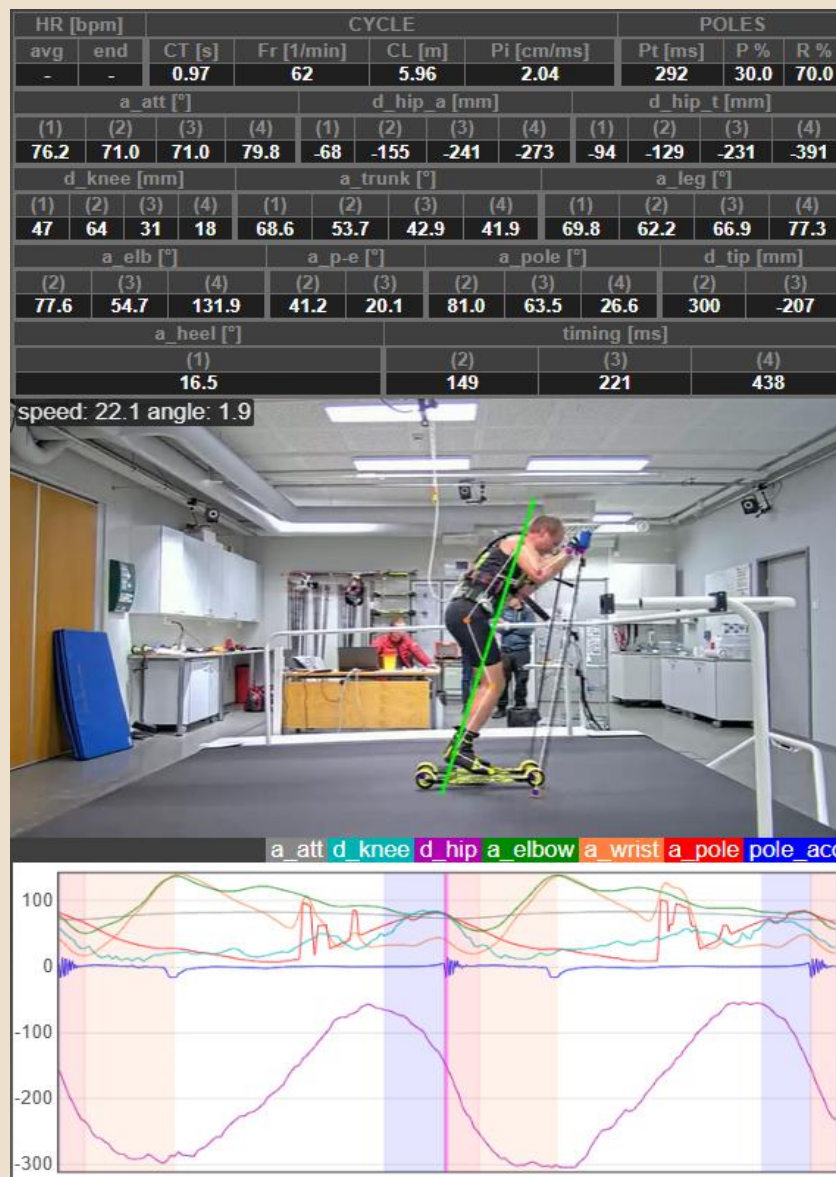 HR [bpm] CYCLE POLES
avg end CT [s] Fr [1/min] CL [m] Pi [cm/ms] Pt [ms] P % R %
- - 0.97 62 5.96 2.04 292 30.0 70.0
a_att [°] d_hip_a [mm] d_hip_t [mm]
(1) (2) (3) (4) (1) (2) (3) (4) (1) (2) (3) (4)
76.2 71.0 71.0 79.8 -68 -155 -241 -273 -94 -129 -231 -391
d_knee [mm] a_trunk [°] a_leg [°]
(1) (2) (3) (4) (1) (2) (3) (4) (1) (2) (3) (4)
47 64 31 18 68.6 53.7 42.9 41.9 69.8 62.2 66.9 77.3
a_elb [°] a_p-e [°] a_pole [°] d_tip [mm]
(2) (3) (4) (2) (3) (2) (3) (4) (2) (3)
77.6 54.7 131.9 41.2 20.1 81.0 63.5 26.6 300 -207
a_heel [°] timing [ms]
(1) (2) (3) (4)
16.5 149 221 438
speed: 22.1 angle: 1.9
a_att d_knee d_hip a_elbow a_wrist a_pole pole_acc
100
0
-100
-200
-300